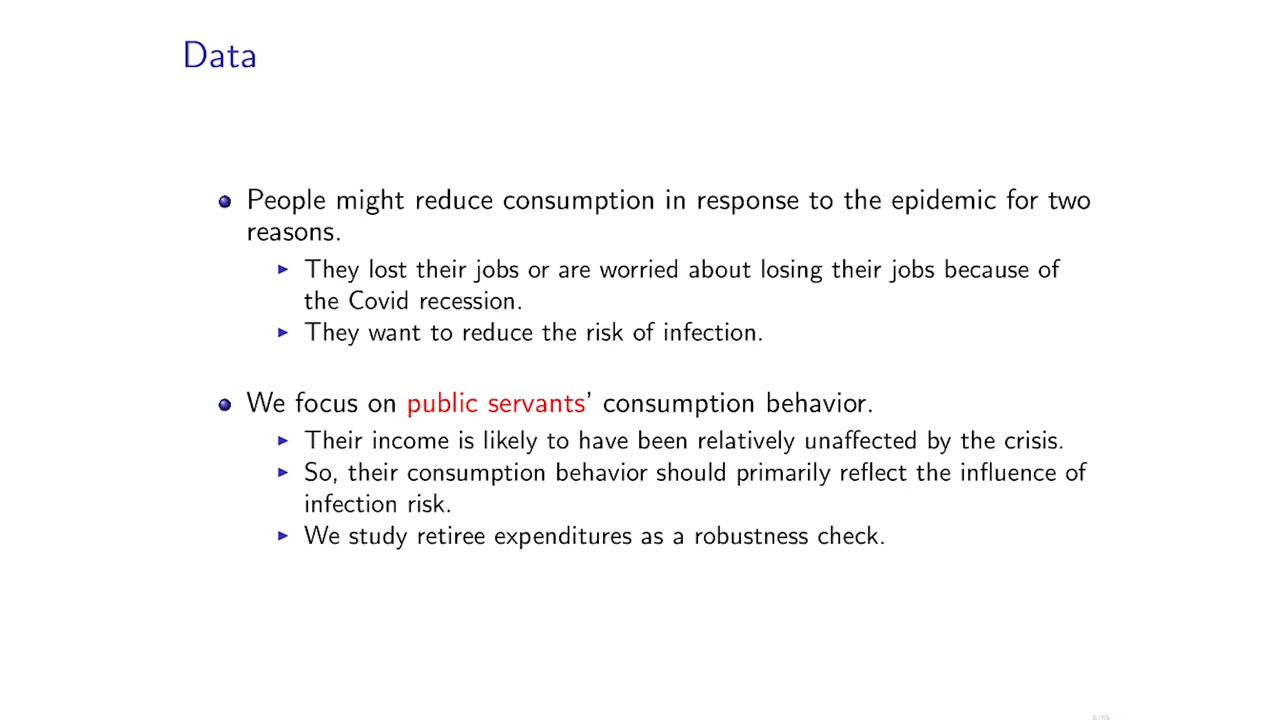 Data
People might reduce consumption in response to the epidemic for two
reasons.
They lost their jobs or are worried about losing their jobs because of
the Covid recession.
They want to reduce the risk of infection.
We focus on public servants' consumption behavior.
Their income is likely to have been relatively unaffected by the crisis.
So, their consumption behavior should primarily reflect the influence of
infection risk.
We study retiree expenditures as a robustness check.